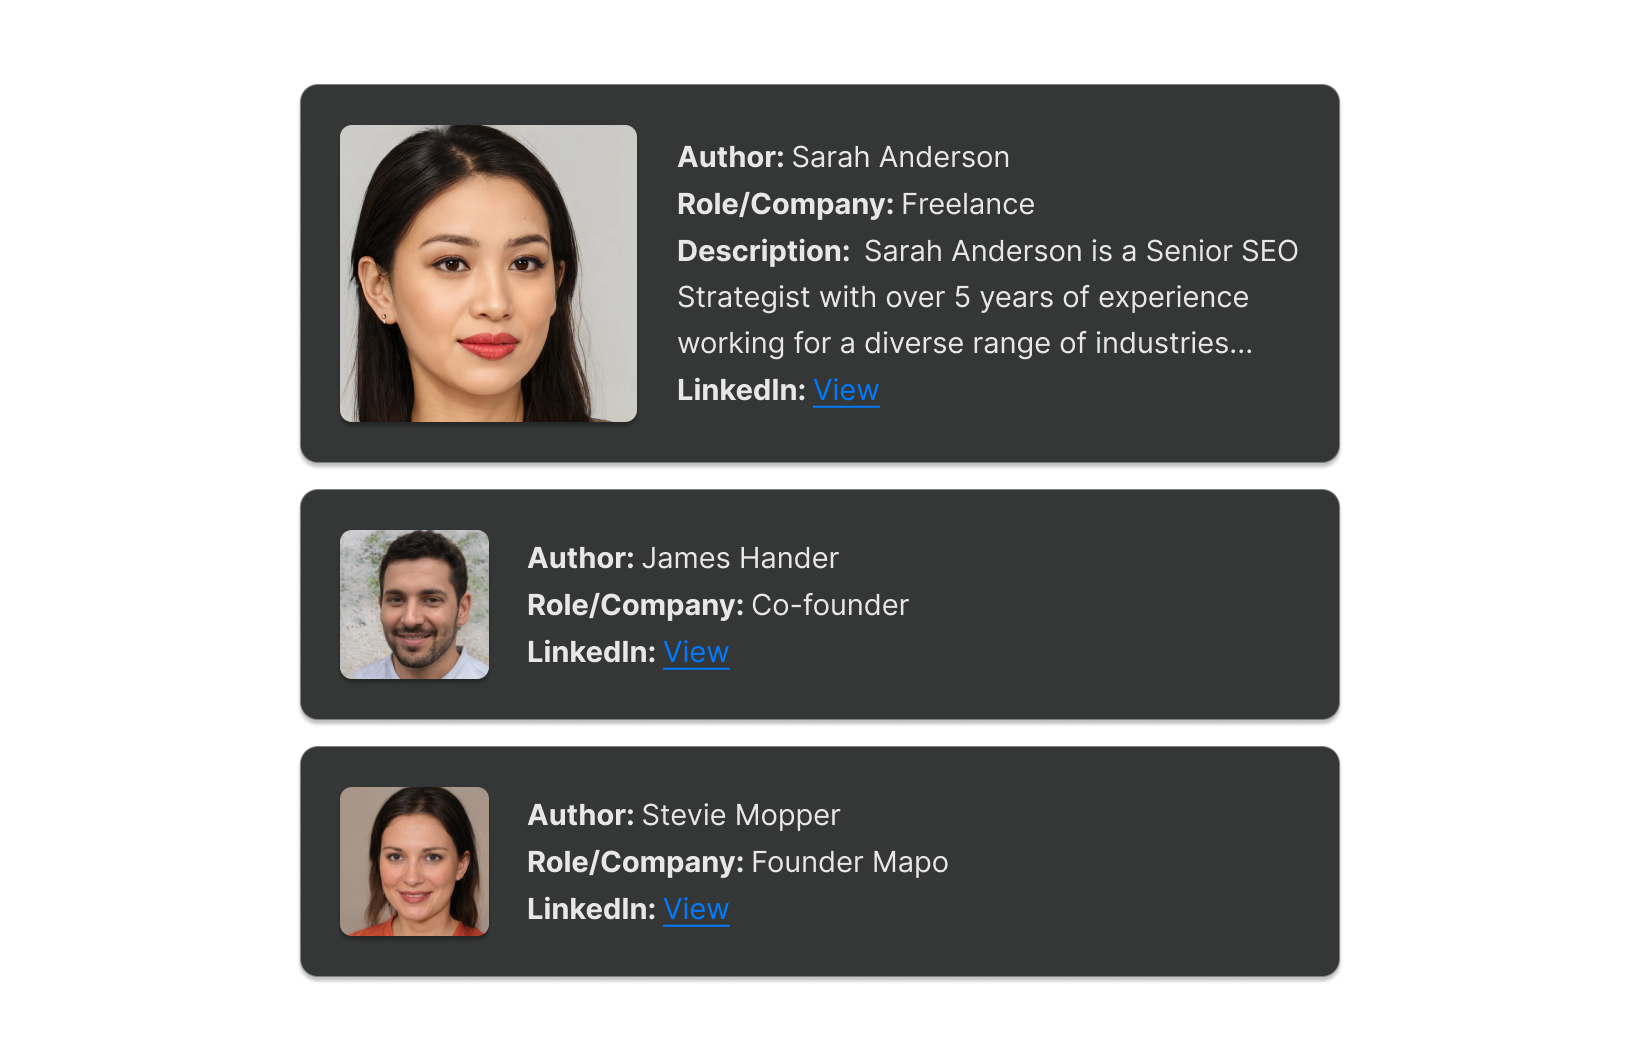 Author: Sarah Anderson
Role/Company: Freelance
Description: Sarah Anderson is a Senior SEO
Strategist with over 5 years of experience
working for a diverse range of industries...
LinkedIn: View
Author: James Hander
Role/Company: Co-founder
LinkedIn: View
Author: Stevie Mopper
Role/Company: Founder Mapo
LinkedIn: View